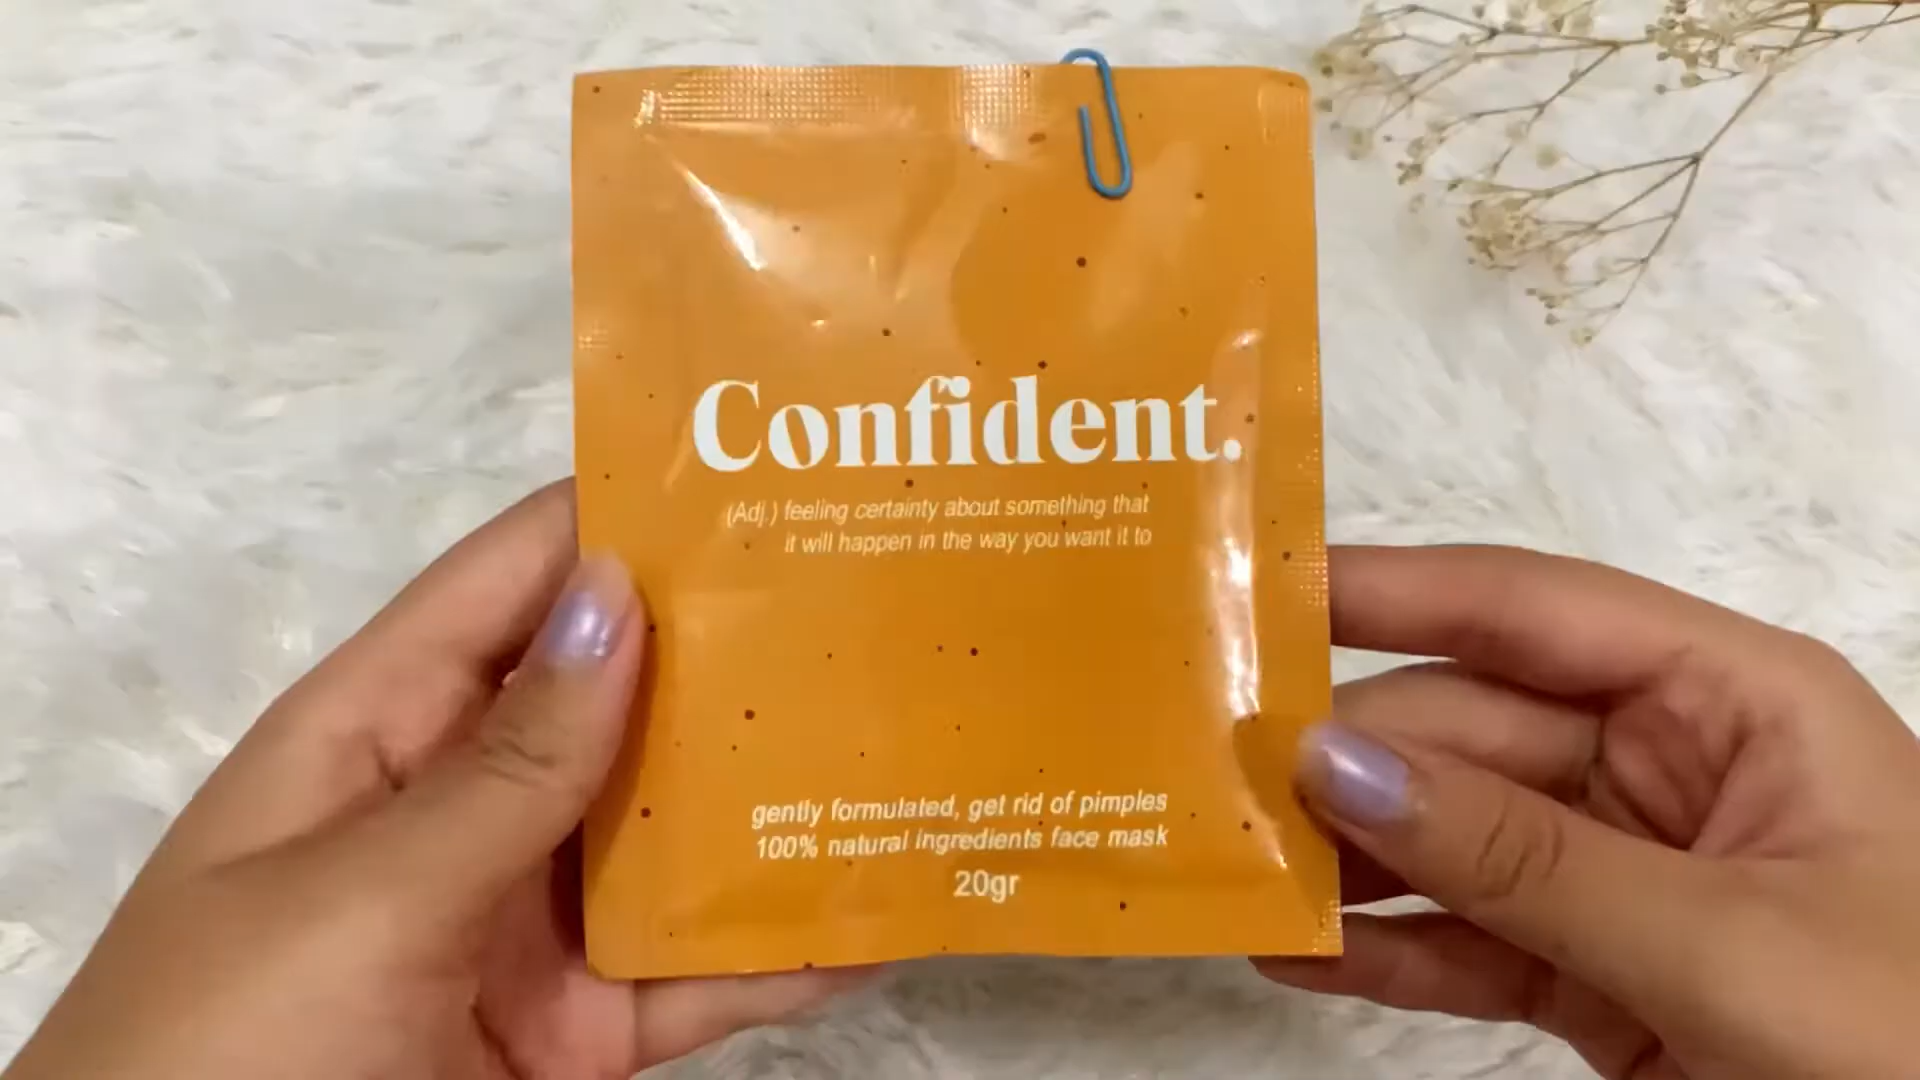 Confident.
(Adj.) feeling certainty about something that
it will happen in the way you want it to
gently formulated, get rid of pimples
100% natural ingredients face mask
20gr